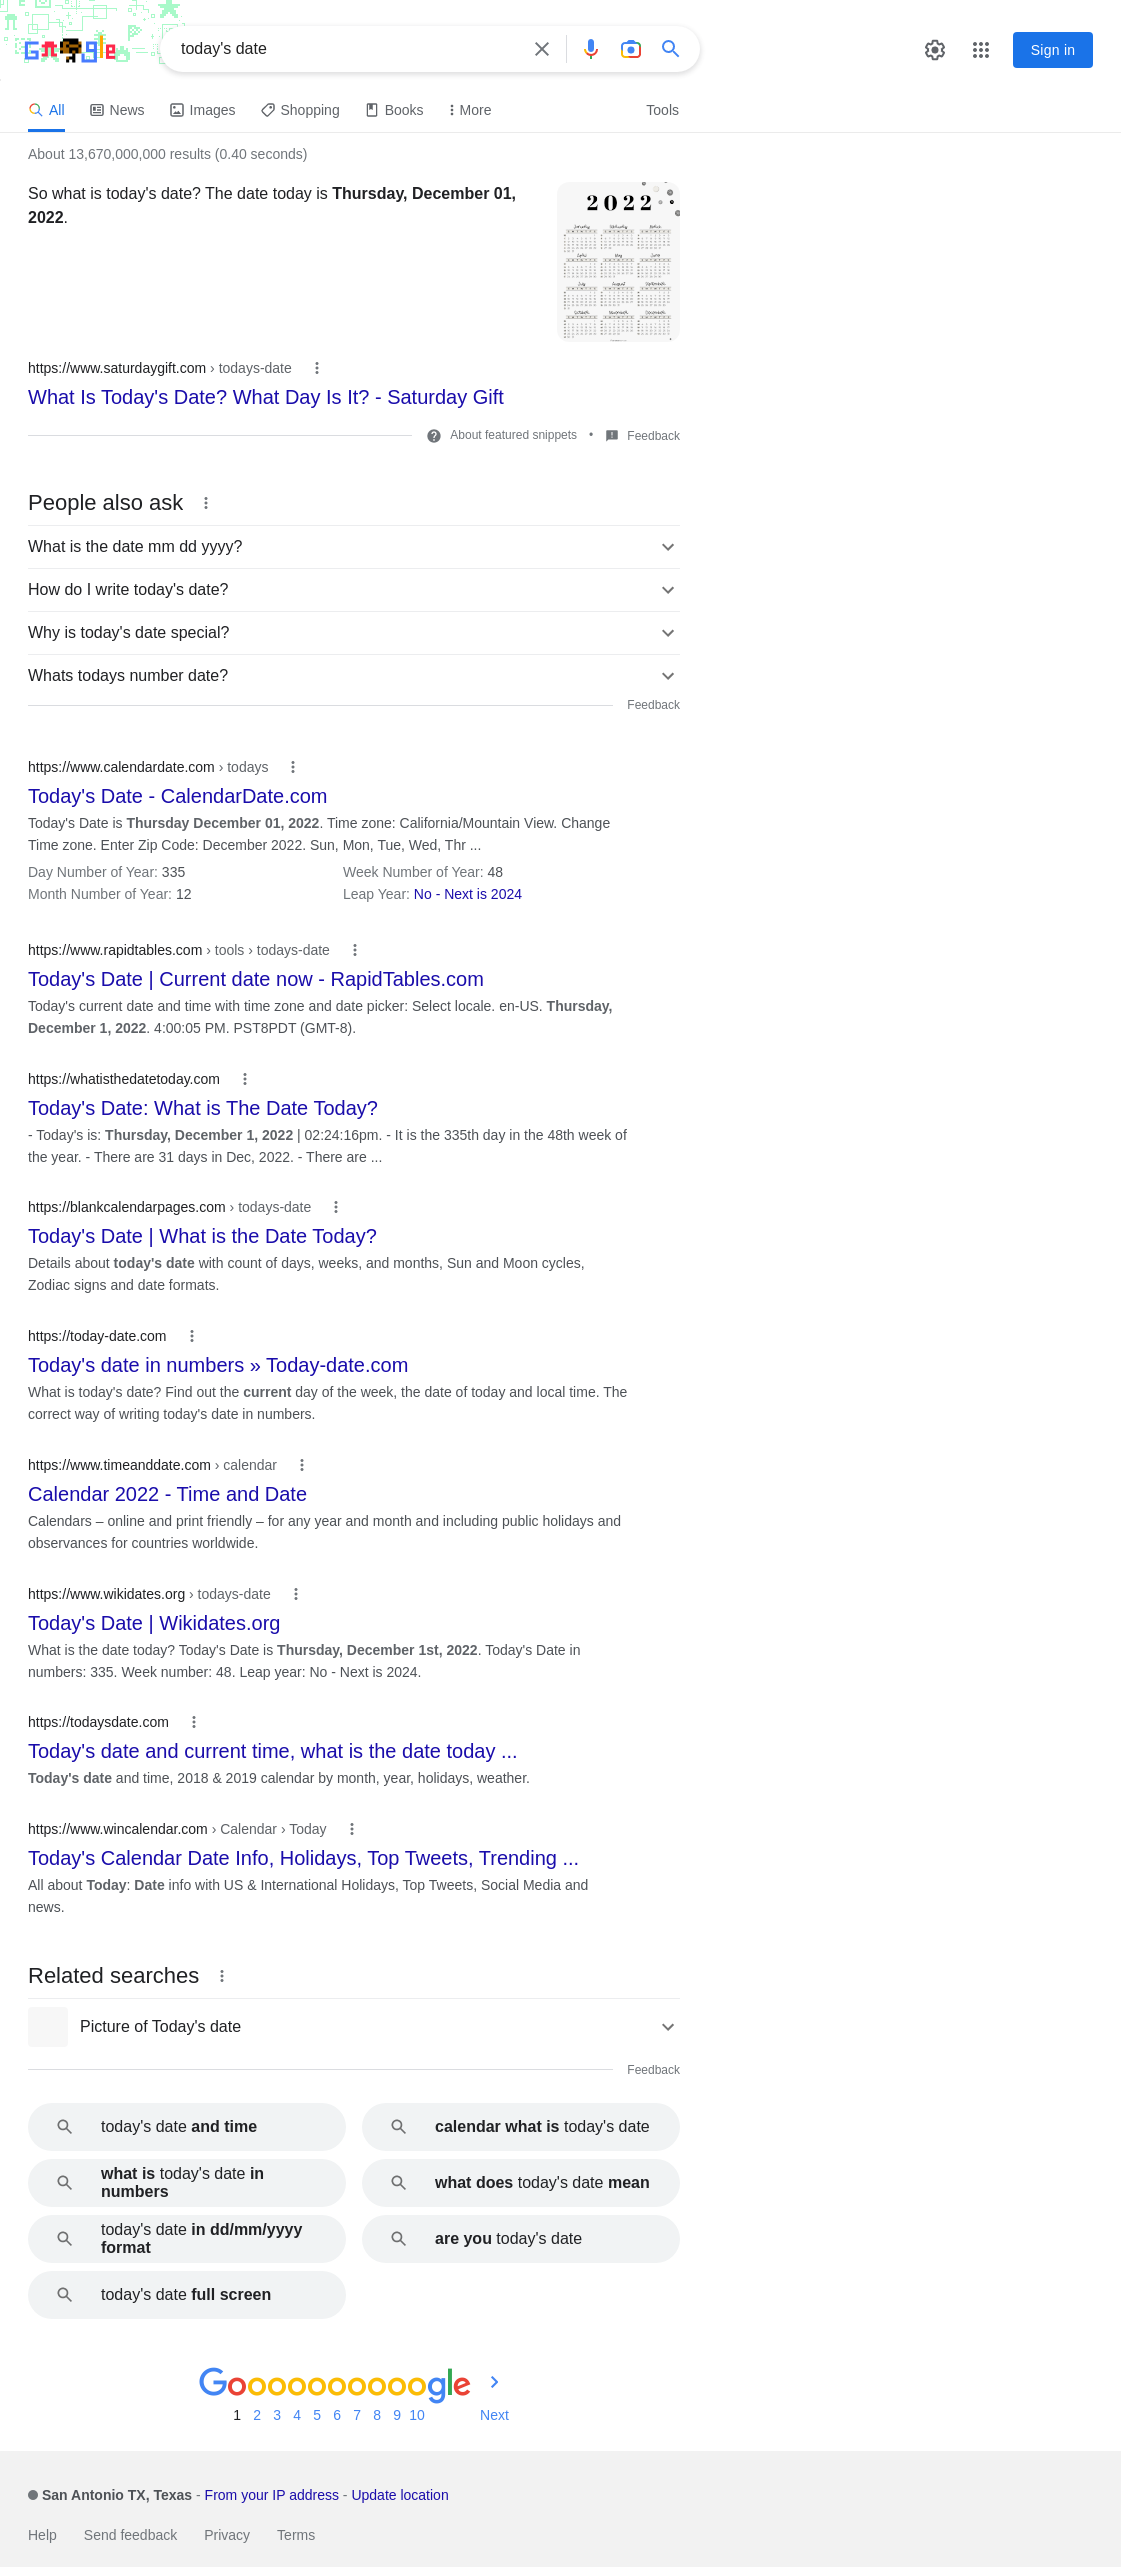 today's date
Sign in
All
News
Images
Shopping
Books
More
Tools
About 13,670,000,000 results (0.40 seconds)
So what is today's date? The date today is Thursday, December 01,
2022.
2022
https://www.saturdaygift.com › todays-date
What Is Today's Date? What Day Is It? - Saturday Gift
About featured snippets • Feedback
People also ask
What is the date mm dd yyyy?
How do I write today's date?
Why is today's date special?
Whats todays number date?
Feedback
https://www.calendardate.com › todays
Today's Date - CalendarDate.com
Today's Date is Thursday December 01, 2022. Time zone: California/Mountain View. Change
Time zone. Enter Zip Code: December 2022. Sun, Mon, Tue, Wed, Thr ...
Day Number of Year: 335
Week Number of Year: 48
Month Number of Year: 12
Leap Year: No - Next is 2024
https://www.rapidtables.com › tools › todays-date
Today's Date | Current date now - RapidTables.com
Today's current date and time with time zone and date picker: Select locale. en-US. Thursday,
December 1, 2022. 4:00:05 PM. PST8PDT (GMT-8).
https://whatisthedatetoday.com
Today's Date: What is The Date Today?
- Today's is: Thursday, December 1, 2022 | 02:24:16pm. - It is the 335th day in the 48th week of
the year. - There are 31 days in Dec, 2022. - There are ...
https://blankcalendarpages.com › todays-date
Today's Date | What is the Date Today?
Details about today's date with count of days, weeks, and months, Sun and Moon cycles,
Zodiac signs and date formats.
https://today-date.com
Today's date in numbers » Today-date.com
What is today's date? Find out the current day of the week, the date of today and local time. The
correct way of writing today's date in numbers.
https://www.timeanddate.com › calendar
Calendar 2022 - Time and Date
Calendars – online and print friendly – for any year and month and including public holidays and
observances for countries worldwide.
https://www.wikidates.org › todays-date
Today's Date | Wikidates.org
What is the date today? Today's Date is Thursday, December 1st, 2022. Today's Date in
numbers: 335. Week number: 48. Leap year: No - Next is 2024.
https://todaysdate.com
Today's date and current time, what is the date today ...
Today's date and time, 2018 & 2019 calendar by month, year, holidays, weather.
https://www.wincalendar.com › Calendar › Today
Today's Calendar Date Info, Holidays, Top Tweets, Trending ...
All about Today: Date info with US & International Holidays, Top Tweets, Social Media and
news.
Related searches
Picture of Today's date
Feedback
today's date and time
calendar what is today's date
what is today's date in
numbers
what does today's date mean
today's date in dd/mm/yyyy
format
are you today's date
today's date full screen
Goooooooooogle
1 2 3 4 5 6 7 8 9 10 Next
San Antonio TX, Texas - From your IP address - Update location
Help Send feedback Privacy Terms